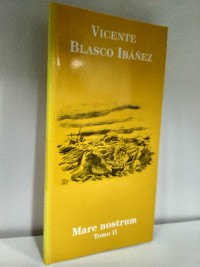 VICENTE
BLASCO IBÁÑEZ
Mare nostrum
Tomo II